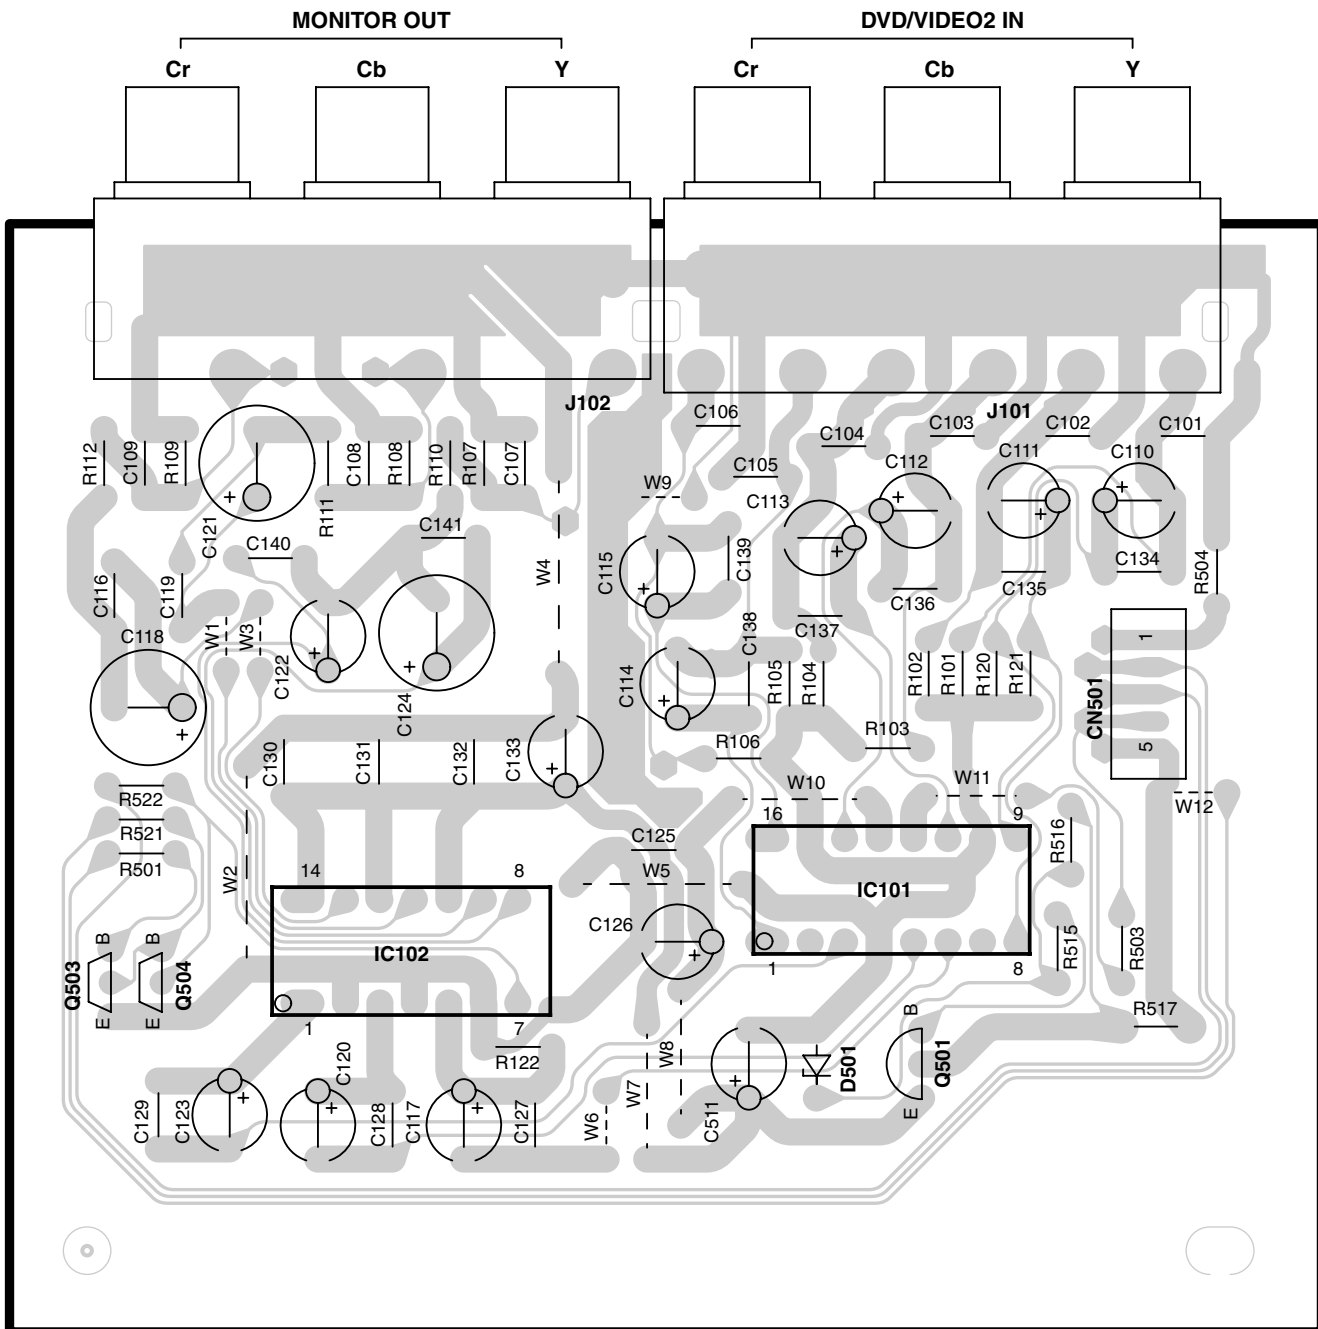 MONITOR OUT DVD/VIDEO2 IN
Cr Cb Y Cr Cb Y
J102 J101
C106 C104 C103 C102 C101
R112 C109 R109 C121 R111 C108 R108 R110 R107 C107
C105 C112 C111 C110
W9 C113
C140 C141 W4 C115 C139
C116 C119 C136 C135 C134 R504
C118 W1 W3 C138 C137
C122 C124 C114 R105 R104 R102 R101 R120 R121 CN501 1
R103 5
C130 C131 C132 C133 R106
W10 W11 W12
R522
R521 16 9 R516
R501 W2 C125
14 8 W5 IC101
C126
Q503 B B Q504 IC102 R515 R503
E E 1 8
1 7 R517
R122 B
C120 W8 D501 Q501
C129 C123 C128 C117 C127 W6 W7 C511 E
+ + + + + + + + + + + + + + + + +